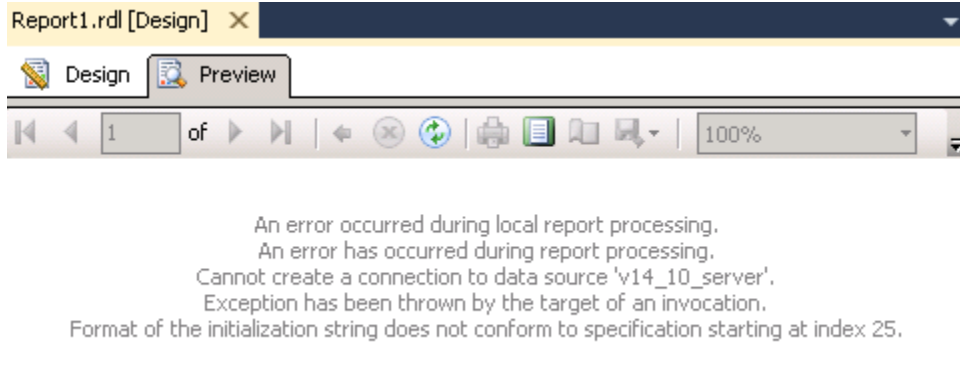 Report1.rdl [Design]
Design Preview
1 of 100%
An error occurred during local report processing.
An error has occurred during report processing.
Cannot create a connection to data source 'v14_10_server'.
Exception has been thrown by the target of an invocation.
Format of the initialization string does not conform to specification starting at index 25.